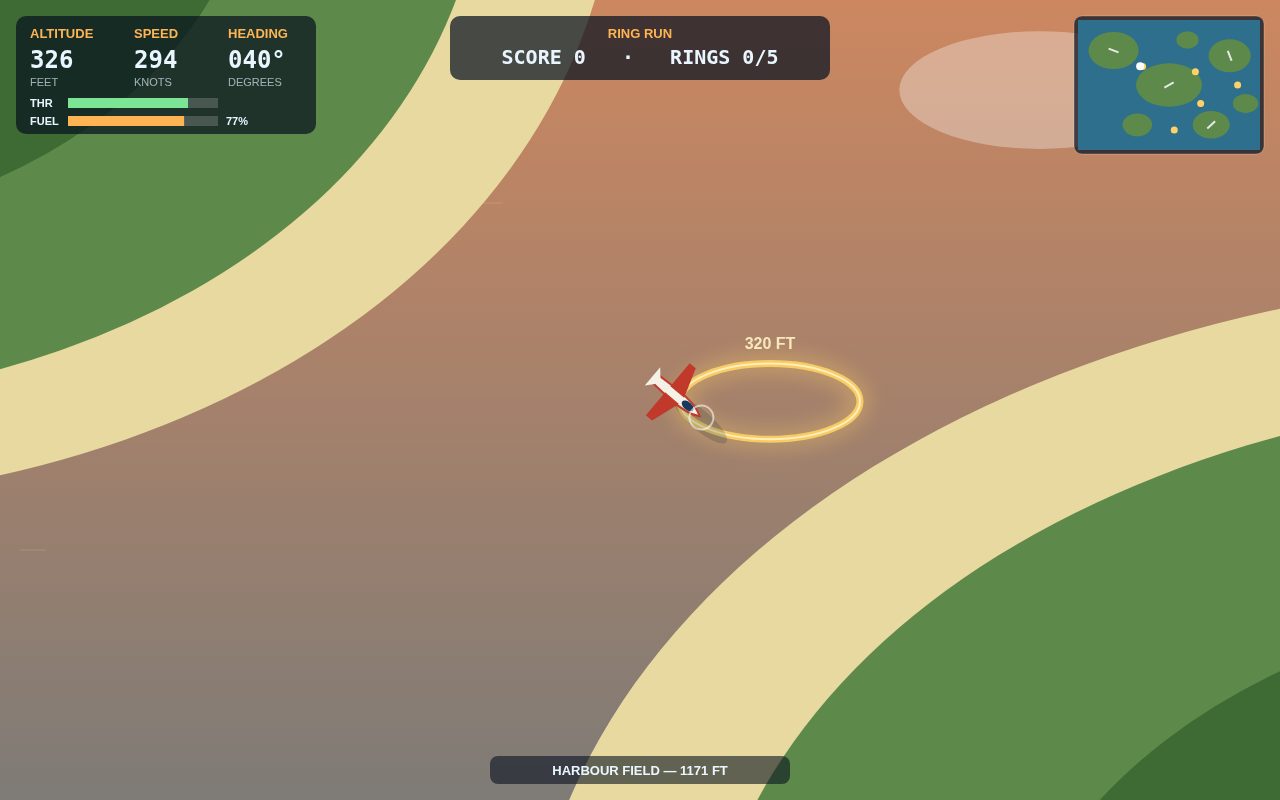 ALTITUDE SPEED HEADING
326 294 040°
FEET KNOTS DEGREES
THR
FUEL 77%
RING RUN
SCORE 0 · RINGS 0/5
320 FT
HARBOUR FIELD — 1171 FT